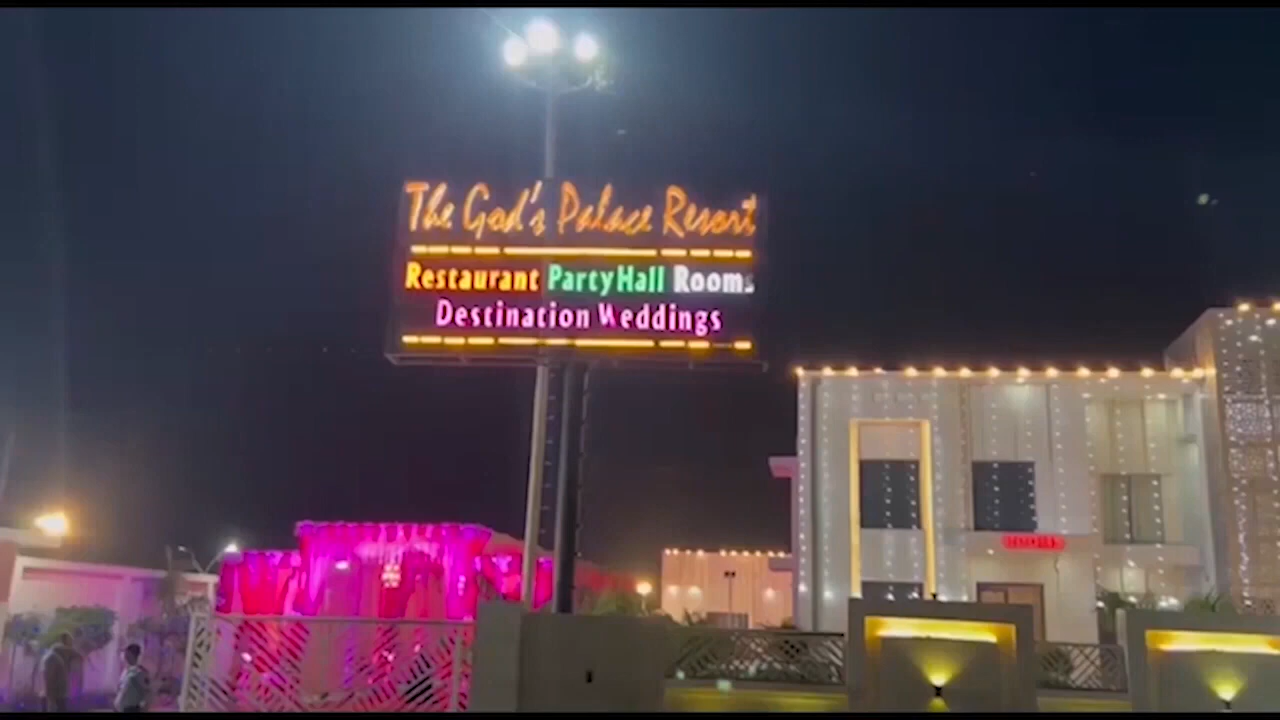 The God's Palace Resort
Restaurant PartyHall Rooms
Destination Weddings